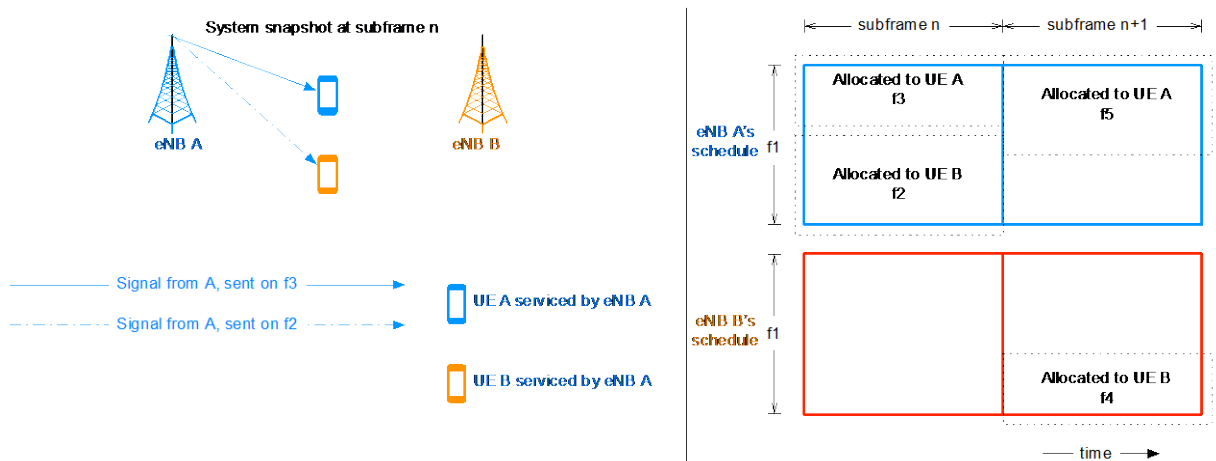 System snapshot at subframe n
eNB A
eNB B
Signal from A, sent on f3
Signal from A, sent on f2
UE A serviced by eNB A
UE B serviced by eNB A
subframe n
subframe n+1
eNB A's
schedule
f1
Allocated to UE A
f3
Allocated to UE A
f5
Allocated to UE B
f2
eNB B's
schedule
f1
Allocated to UE B
f4
time